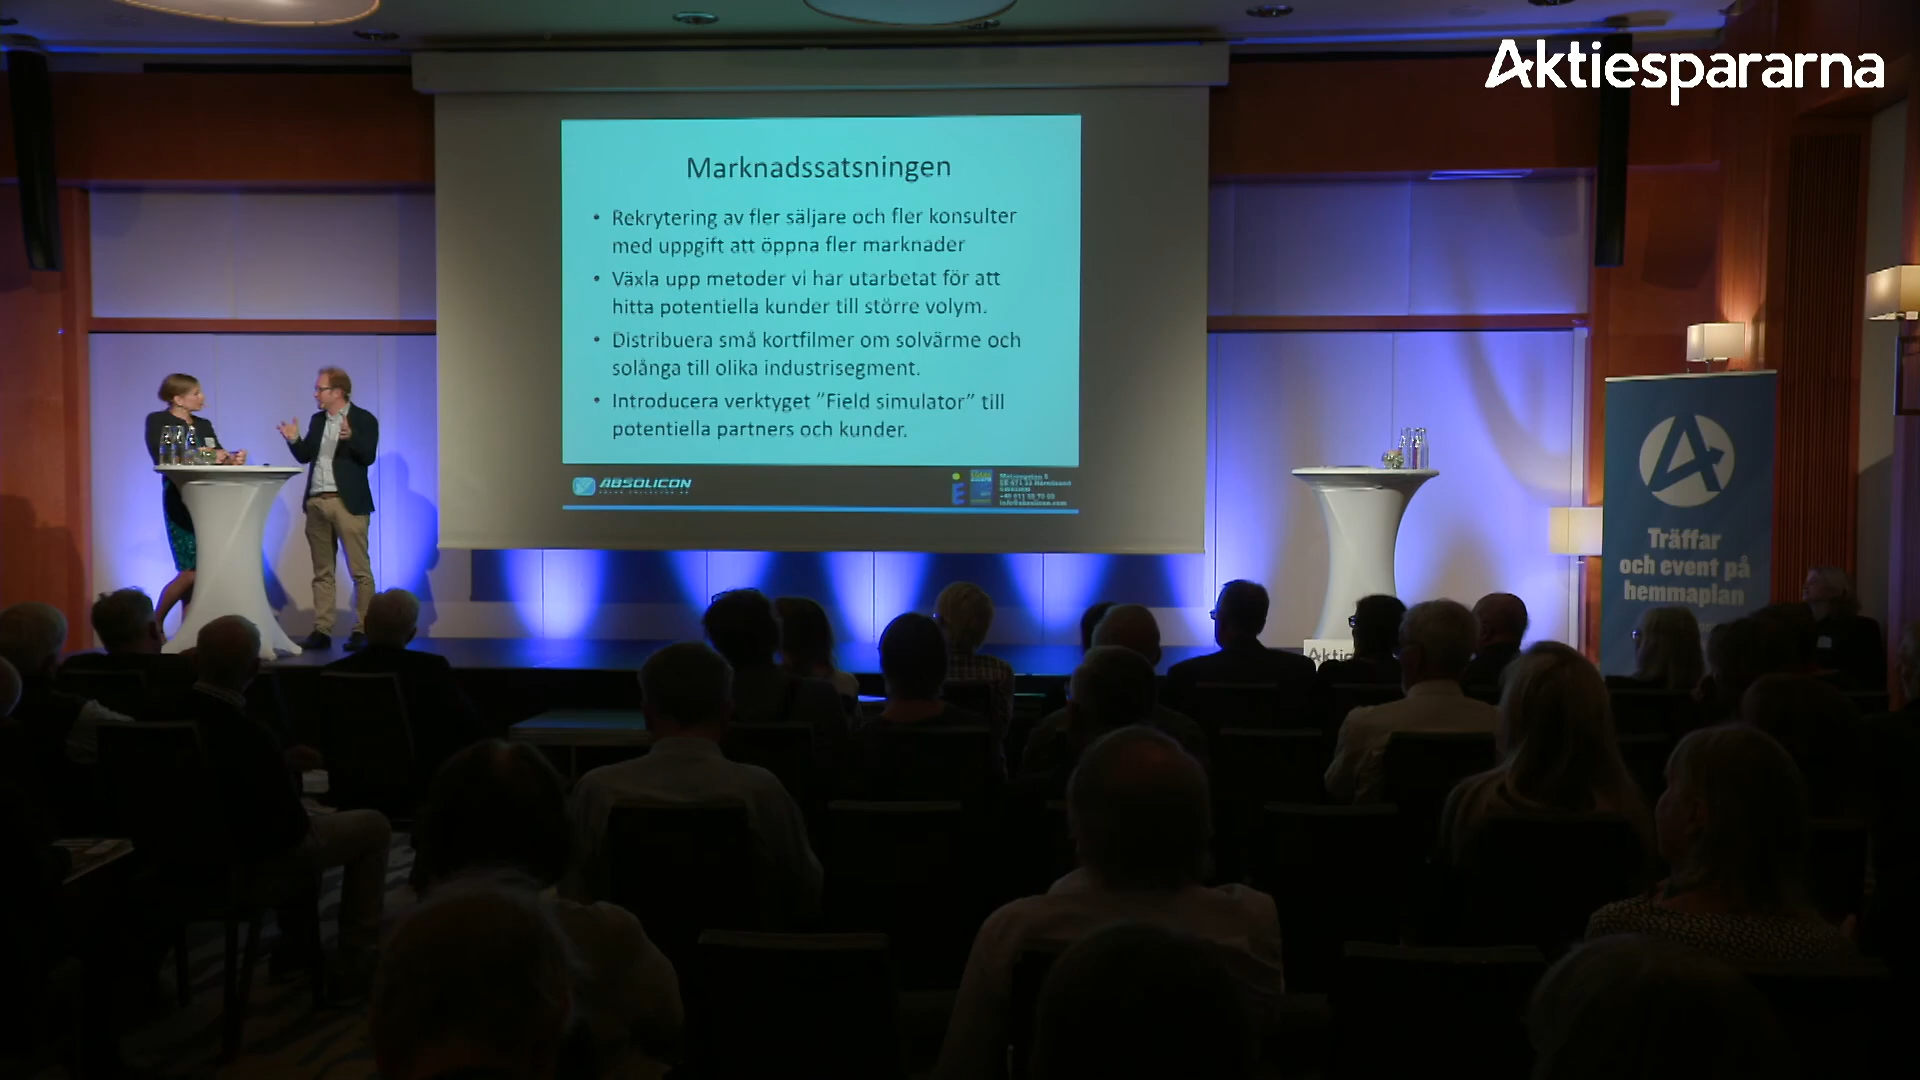 Aktiespararna
Marknadssatsningen
• Rekrytering av fler säljare och fler konsulter
med uppgift att öppna fler marknader
• Växla upp metoder vi har utarbetat för att
hitta potentiella kunder till större volym.
• Distribuera små kortfilmer om solvärme och
solånga till olika industrisegment.
• Introducera verktyget ”Field simulator” till
potentiella partners och kunder.
ABSOLICON
Träffar
och event på
hemmaplan
Aktie